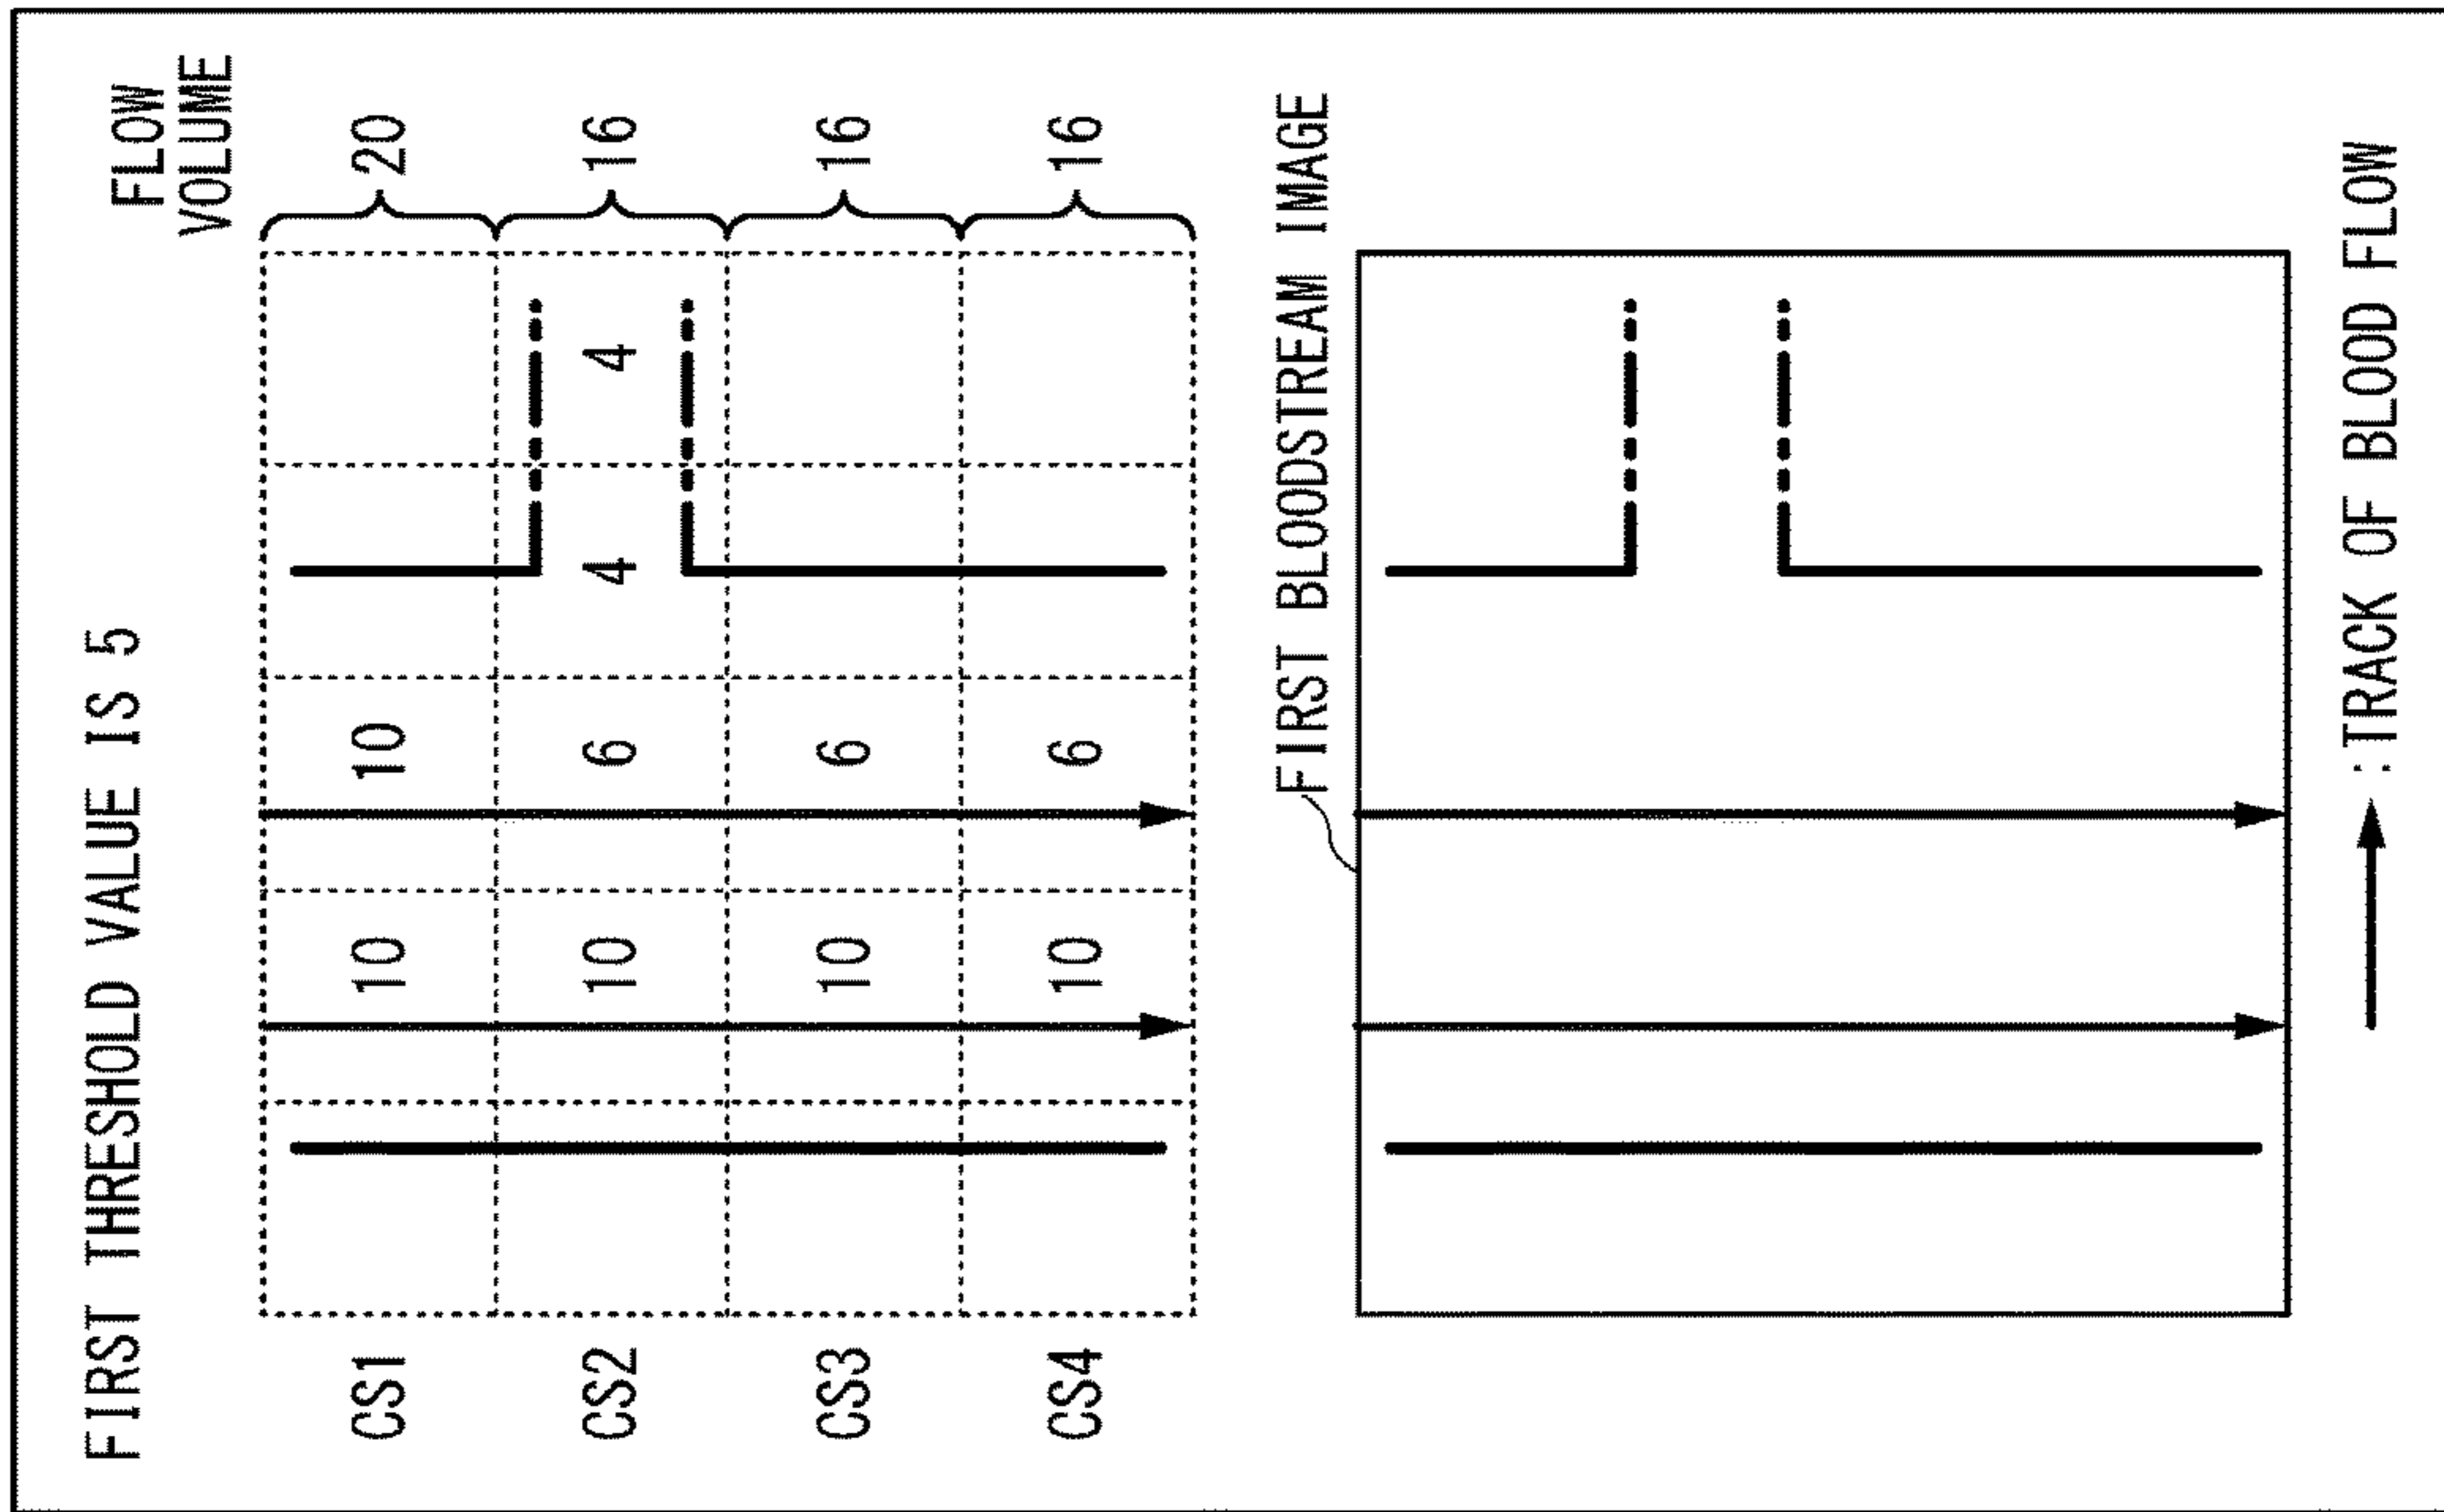 FIRST THRESHOLD VALUE IS 5
FLOW
VOLUME
CS1 10 10 20
CS2 10 6 4 4 16
CS3 10 6 16
CS4 10 6 16
FIRST BLOODSTREAM IMAGE
:TRACK OF BLOOD FLOW